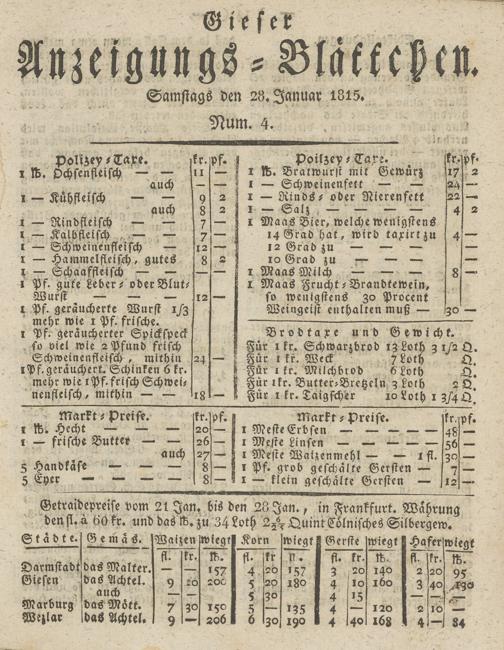 Gieser
Anzeigungs-Blättchen.
Samstags den 28. Januar 1815.
Num. 4.
Polizey-Taxe. kr. pf.
1 ℔. Ochsenfleisch — — 11 —
auch — —
1 — Kühfleisch — — 9 2
auch 8 2
1 — Rindfleisch — — 7 —
1 — Kalbfleisch — — 7 —
1 — Schweinenfleisch — 12 —
1 — Hammelfleisch, gutes 8 2
1 — Schaaffleisch — — — —
1 Pf. gute Leber- oder Blut-
Wurst — — — 12 —
1 Pf. geräucherte Wurst 1/3
mehr wie 1 Pf. frische.
1 Pf. geräucherter Spickspeck
so viel wie 2 Pfund frisch
Schweinenfleisch, mithin 24 —
1 Pf. geräuchert. Schinken 6 kr.
mehr wie 1 Pf. frisch Schwei-
nenfleisch, mithin — — 18 —
Poilzey-Taxe. kr. pf.
1 ℔. Bratwurst mit Gewürz 17 2
1 — Schweinenfett — — 24 —
1 — Rinds- oder Nierenfett 22 —
1 — Salz — — — 4 2
1 Maas Bier, welche wenigstens
14 Grad hat, wird taxirt zu 4 —
12 Grad zu — — — —
10 Grad zu — — — —
1 Maas Milch — — — 8 —
1 Maas Frucht-Brandtewein,
so wenigstens 30 Procent
Weingeist enthalten muß — 30 —
Brodtaxe und Gewicht.
Für 1 kr. Schwarzbrod 13 Loth 3 1/2 Q.
Für 1 kr. Weck 7 Loth Q.
Für 1 kr. Milchbrod 6 Loth Q.
Für 1 kr. Butter-Bretzeln 3 Loth 2 Q.
Für 1 kr. Taigscher 10 Loth 1 3/4 Q.
Markt-Preise. kr. pf.
1 ℔. Hecht — — — 20 —
1 — frische Butter — — 26 —
auch 27 —
5 Handkäse — — — 8 —
5 Eyer — — — — 8 —
Markt-Preise. kr. pf.
1 Meste Erbsen — — — — 48 —
1 Meste Linsen — — — — 56 —
1 Meste Waizenmehl — — 1 fl. 30 —
1 Pf. grob geschälte Gersten — 7 —
1 — klein geschälte Gersten — 12 —
Getraidepreise vom 21 Jan. bis den 28 Jan., in Frankfurt. Währung
den fl. à 60 kr. und das ℔. zu 34 Loth Quint Cölnisches Silbergew.
Städte. Gemäs. Waizen wiegt Korn wiegt Gerste wiegt Hafer wiegt
fl. kr. ℔. fl. kr. ℔. fl. kr. ℔. fl. kr. ℔.
Darmstadt das Malter. — — 157 4 20 157 3 20 140 2 20 95
Giesen das Achtel. 9 20 200 5 20 180 4 10 160 3 40 130
auch — — 5 30 4 15 — —
Marburg das Mött. 7 30 150 5 — 135 4 — 120 2 10 —
Wezlar das Achtel. 9 — 206 6 30 190 4 40 168 4 — 84